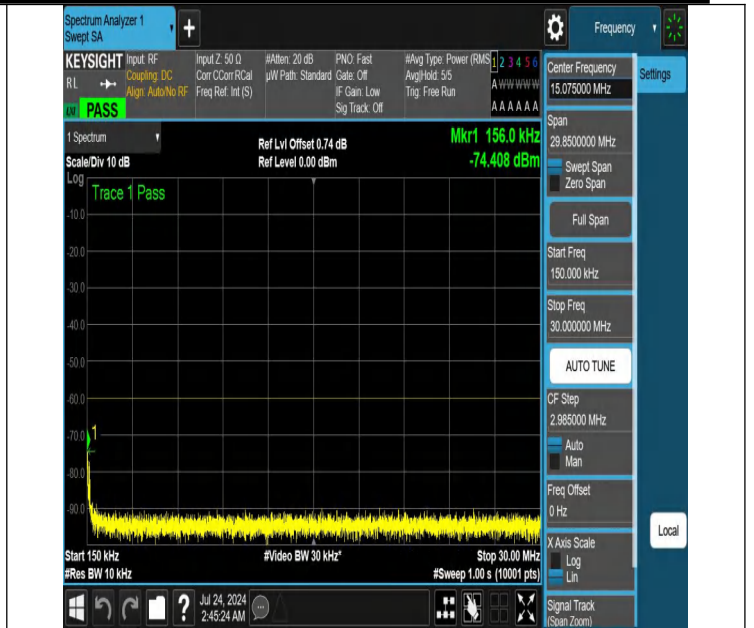 Spectrum Analyzer 1
Swept SA
+
Frequency
KEYSIGHT
RL
PASS
Input: RF
Coupling: DC
Align: Auto/No RF
Input Z: 50 Ω
Corr CCorr RCal
Freq Ref: Int (S)
#Atten: 20 dB
µW Path: Standard
PNO: Fast
Gate: Off
IF Gain: Low
Sig Track: Off
#Avg Type: Power (RMS
Avg|Hold: 5/5
Trig: Free Run
1 2 3 4 5 6
A W W W W W
A A A A A A
1 Spectrum
Scale/Div 10 dB
Ref Lvl Offset 0.74 dB
Ref Level 0.00 dBm
Mkr1 156.0 kHz
-74.408 dBm
Log
Trace 1 Pass
-10.0
-20.0
-30.0
-40.0
-50.0
-60.0
-70.0
1
-80.0
-90.0
Start 150 kHz
#Res BW 10 kHz
#Video BW 30 kHz*
Stop 30.00 MHz
#Sweep 1.00 s (10001 pts)
?
Jul 24, 2024
2:45:24 AM
Center Frequency
15.075000 MHz
Settings
Span
29.8500000 MHz
Swept Span
Zero Span
Full Span
Start Freq
150.000 kHz
Stop Freq
30.000000 MHz
AUTO TUNE
CF Step
2.985000 MHz
Auto
Man
Freq Offset
0 Hz
X Axis Scale
Log
Lin
Local
Signal Track
(Span Zoom)